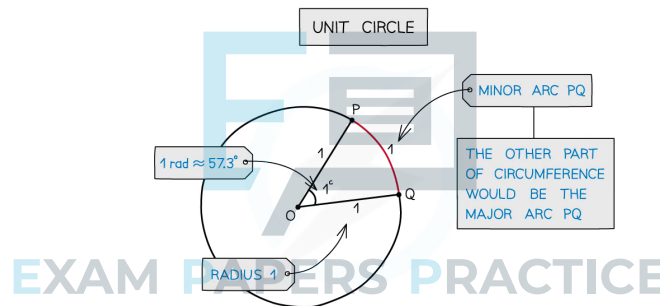 UNIT CIRCLE
MINOR ARC PQ
P
1 rad ≈ 57.3°
1
1
THE OTHER PART
OF CIRCUMFERENCE
WOULD BE THE
MAJOR ARC PQ
1ᶜ
Q
1
O
RADIUS 1
EXAM PAPERS PRACTICE